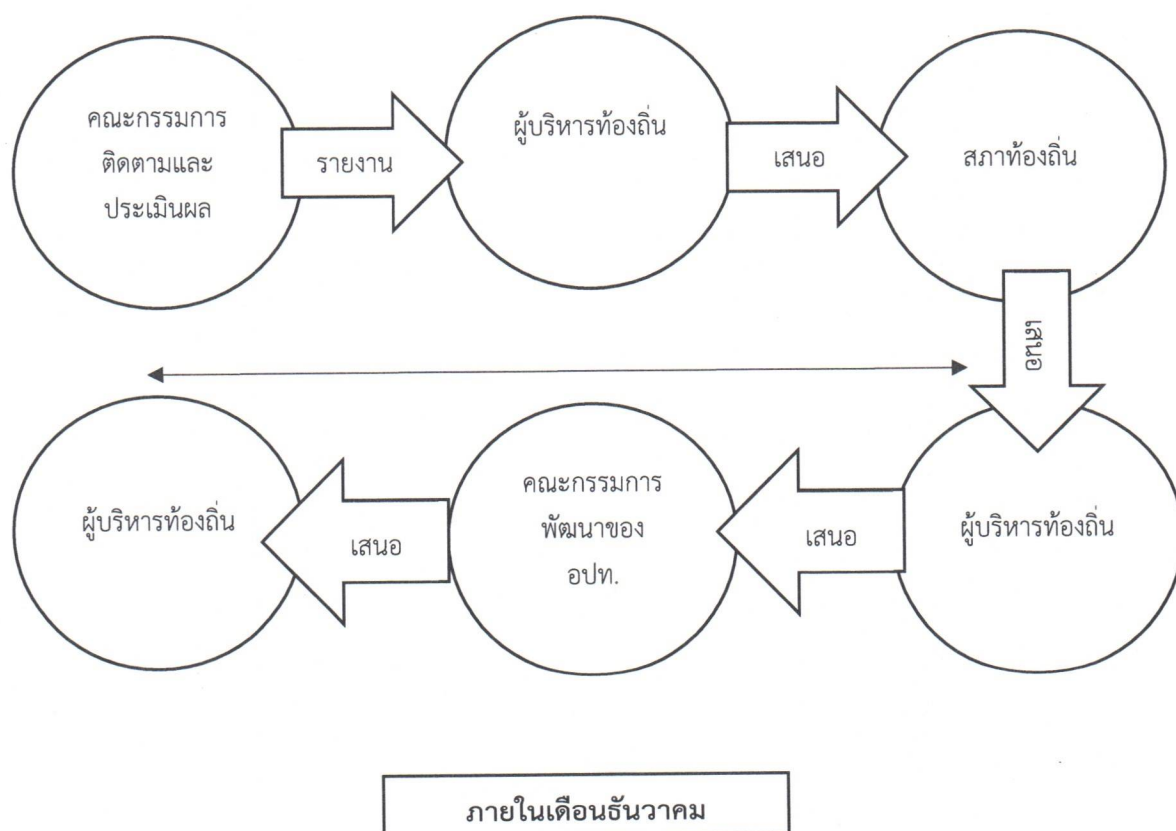 คณะกรรมการ
ติดตามและ
ประเมินผล
รายงาน
ผู้บริหารท้องถิ่น
เสนอ
สภาท้องถิ่น
เสนอ
ผู้บริหารท้องถิ่น
เสนอ
คณะกรรมการ
พัฒนาของ
อปท.
เสนอ
ผู้บริหารท้องถิ่น
ภายในเดือนธันวาคม